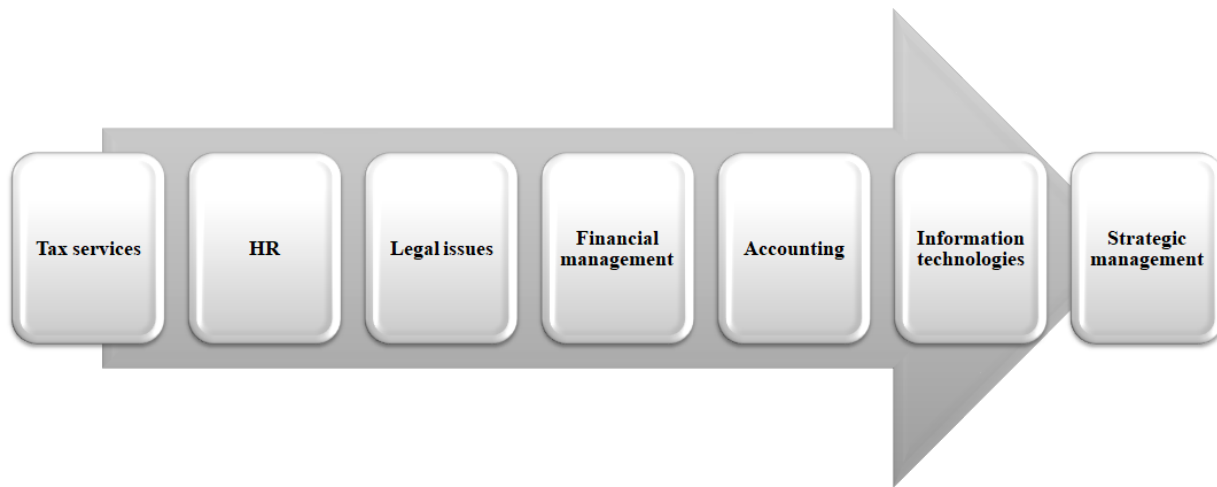 Tax services
HR
Legal issues
Financial
management
Accounting
Information
technologies
Strategic
management